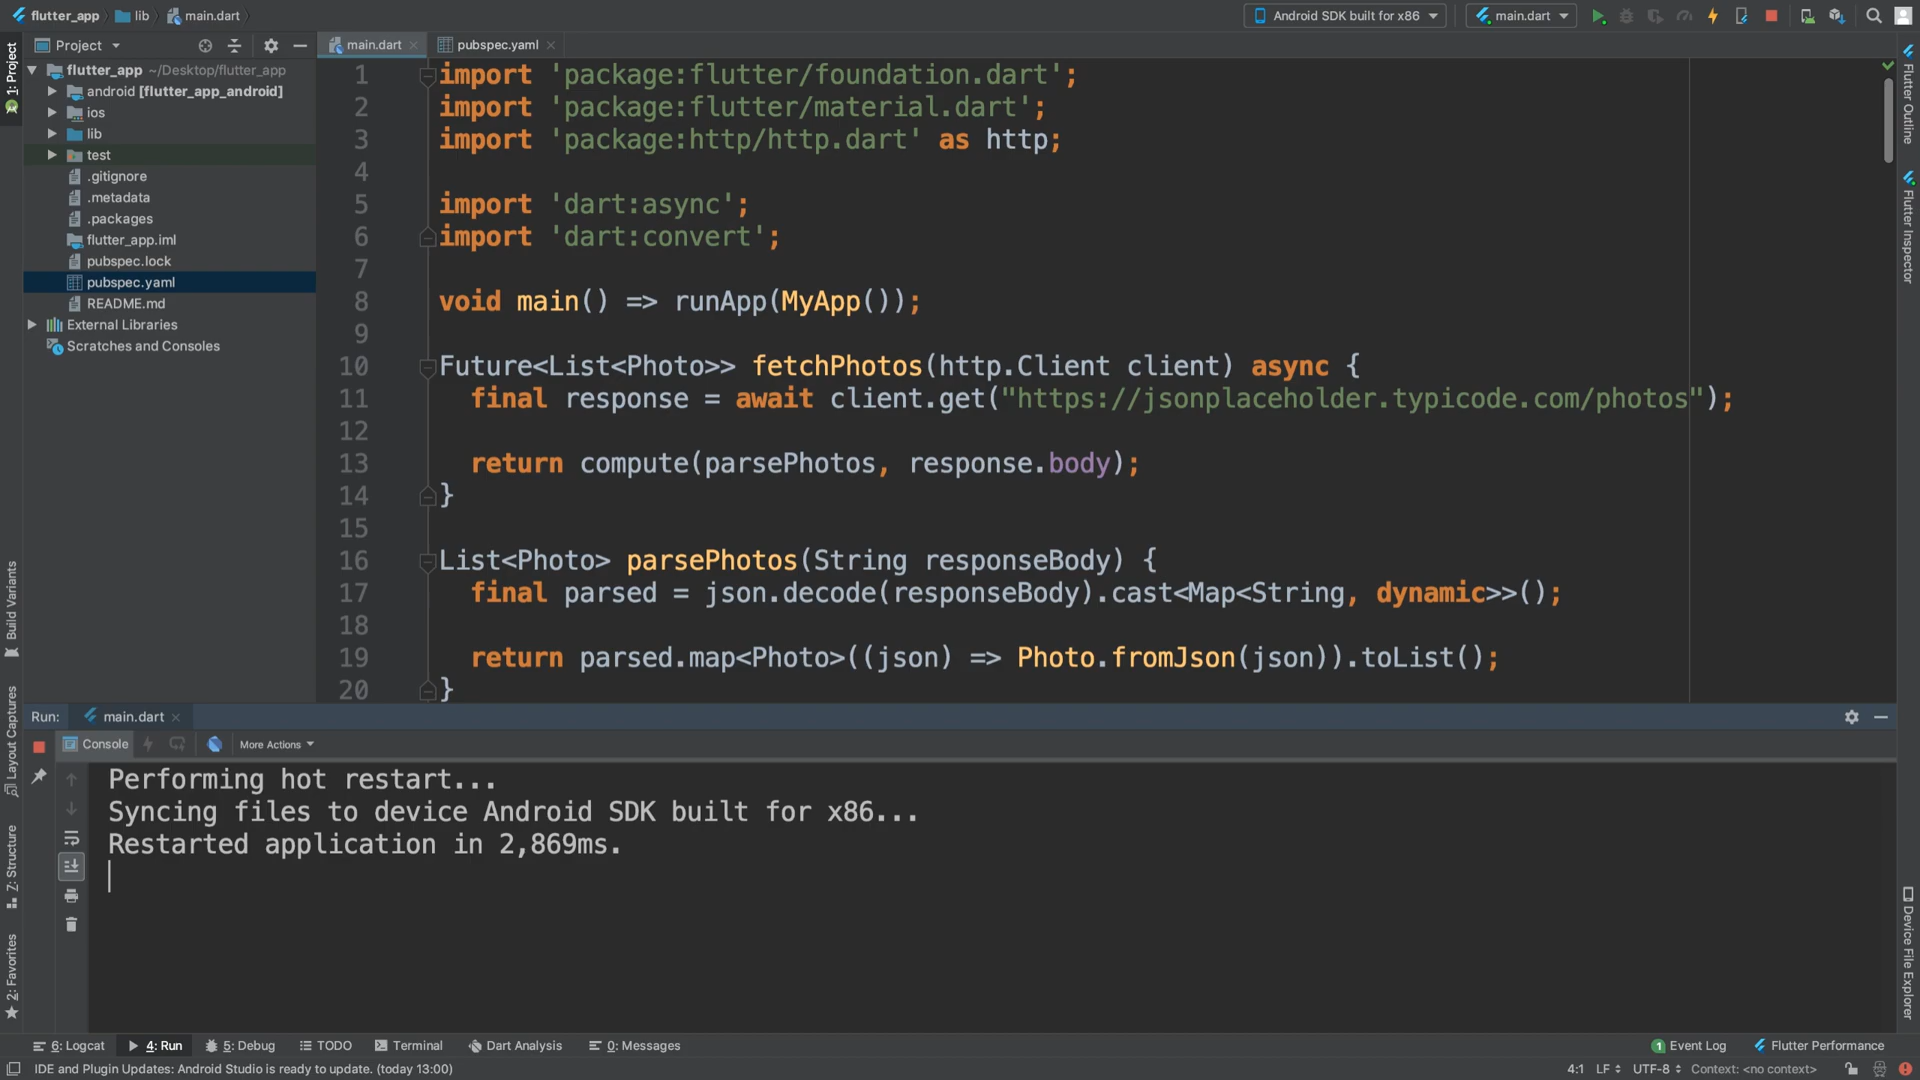 flutter_app lib main.dart Android SDK built for x86 main.dart
Project main.dart pubspec.yaml
flutter_app ~/Desktop/flutter_app
android [flutter_app_android]
ios
lib
test
.gitignore
.metadata
.packages
flutter_app.iml
pubspec.lock
pubspec.yaml
README.md
External Libraries
Scratches and Consoles
1: Project
Build Variants
Layout Captures
Z: Structure
2: Favorites
1 import 'package:flutter/foundation.dart';
2 import 'package:flutter/material.dart';
3 import 'package:http/http.dart' as http;
4
5 import 'dart:async';
6 import 'dart:convert';
7
8 void main() => runApp(MyApp());
9
10 Future<List<Photo>> fetchPhotos(http.Client client) async {
11 final response = await client.get("https://jsonplaceholder.typicode.com/photos");
12
13 return compute(parsePhotos, response.body);
14 }
15
16 List<Photo> parsePhotos(String responseBody) {
17 final parsed = json.decode(responseBody).cast<Map<String, dynamic>>();
18
19 return parsed.map<Photo>((json) => Photo.fromJson(json)).toList();
20 }
Flutter Outline
Flutter Inspector
Device File Explorer
Run: main.dart
Console More Actions
Performing hot restart...
Syncing files to device Android SDK built for x86...
Restarted application in 2,869ms.
6: Logcat 4: Run 5: Debug TODO Terminal Dart Analysis 0: Messages 1 Event Log Flutter Performance
IDE and Plugin Updates: Android Studio is ready to update. (today 13:00) 4:1 LF UTF-8 Context: <no context>